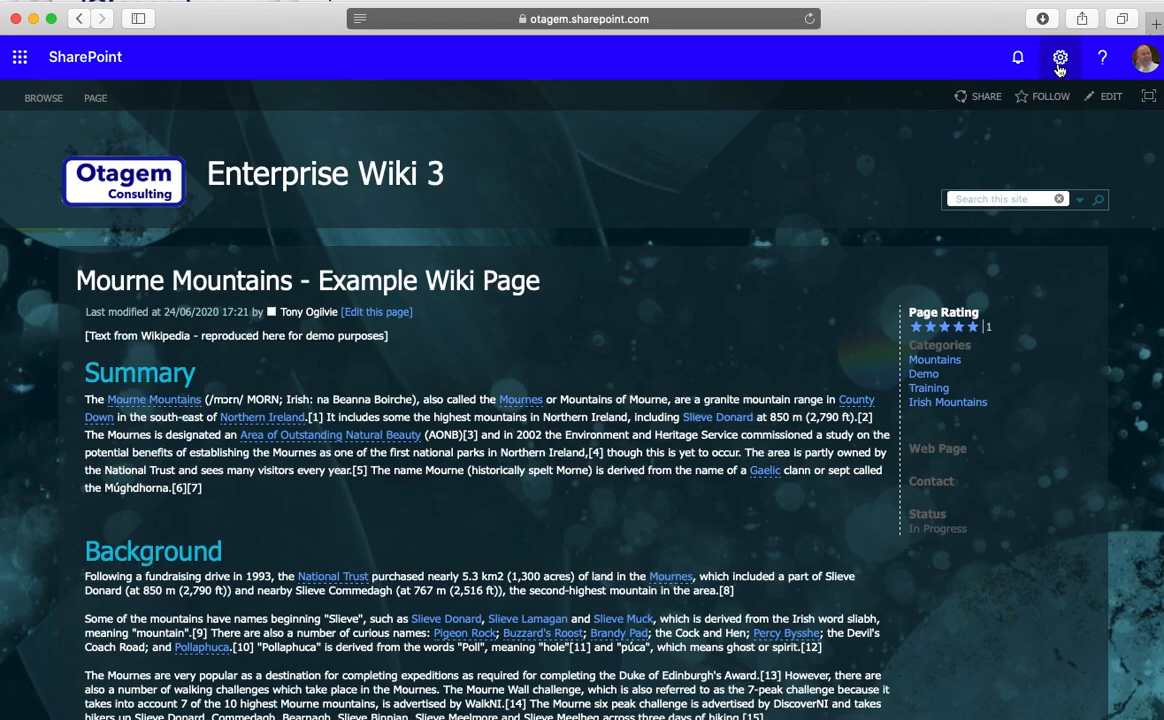 otagem.sharepoint.com
SharePoint
?
BROWSE PAGE
SHARE FOLLOW EDIT
Otagem
Consulting
Enterprise Wiki 3
Search this site
Mourne Mountains - Example Wiki Page
Last modified at 24/06/2020 17:21 by Tony Ogilvie [Edit this page]
[Text from Wikipedia - reproduced here for demo purposes]
Page Rating
1
Categories
Mountains
Demo
Training
Irish Mountains
Web Page
Contact
Status
In Progress
Summary
The Mourne Mountains (/mɔrn/ MORN; Irish: na Beanna Boirche), also called the Mournes or Mountains of Mourne, are a granite mountain range in County
Down in the south-east of Northern Ireland.[1] It includes some the highest mountains in Northern Ireland, including Slieve Donard at 850 m (2,790 ft).[2]
The Mournes is designated an Area of Outstanding Natural Beauty (AONB)[3] and in 2002 the Environment and Heritage Service commissioned a study on the
potential benefits of establishing the Mournes as one of the first national parks in Northern Ireland,[4] though this is yet to occur. The area is partly owned by
the National Trust and sees many visitors every year.[5] The name Mourne (historically spelt Morne) is derived from the name of a Gaelic clann or sept called
the Múghdhorna.[6][7]
Background
Following a fundraising drive in 1993, the National Trust purchased nearly 5.3 km2 (1,300 acres) of land in the Mournes, which included a part of Slieve
Donard (at 850 m (2,790 ft)) and nearby Slieve Commedagh (at 767 m (2,516 ft)), the second-highest mountain in the area.[8]
Some of the mountains have names beginning "Slieve", such as Slieve Donard, Slieve Lamagan and Slieve Muck, which is derived from the Irish word sliabh,
meaning "mountain".[9] There are also a number of curious names: Pigeon Rock; Buzzard's Roost; Brandy Pad; the Cock and Hen; Percy Bysshe; the Devil's
Coach Road; and Pollaphuca.[10] "Pollaphuca" is derived from the words "Poll", meaning "hole"[11] and "púca", which means ghost or spirit.[12]
The Mournes are very popular as a destination for completing expeditions as required for completing the Duke of Edinburgh's Award.[13] However, there are
also a number of walking challenges which take place in the Mournes. The Mourne Wall challenge, which is also referred to as the 7-peak challenge because it
takes into account 7 of the 10 highest Mourne mountains, is advertised by WalkNI.[14] The Mourne six peak challenge is advertised by DiscoverNI and takes
hikers up Slieve Donard, Commedagh, Bearnagh, Slieve Binnian, Slieve Meelmore and Slieve Meelbeg across three days of hiking.[15]